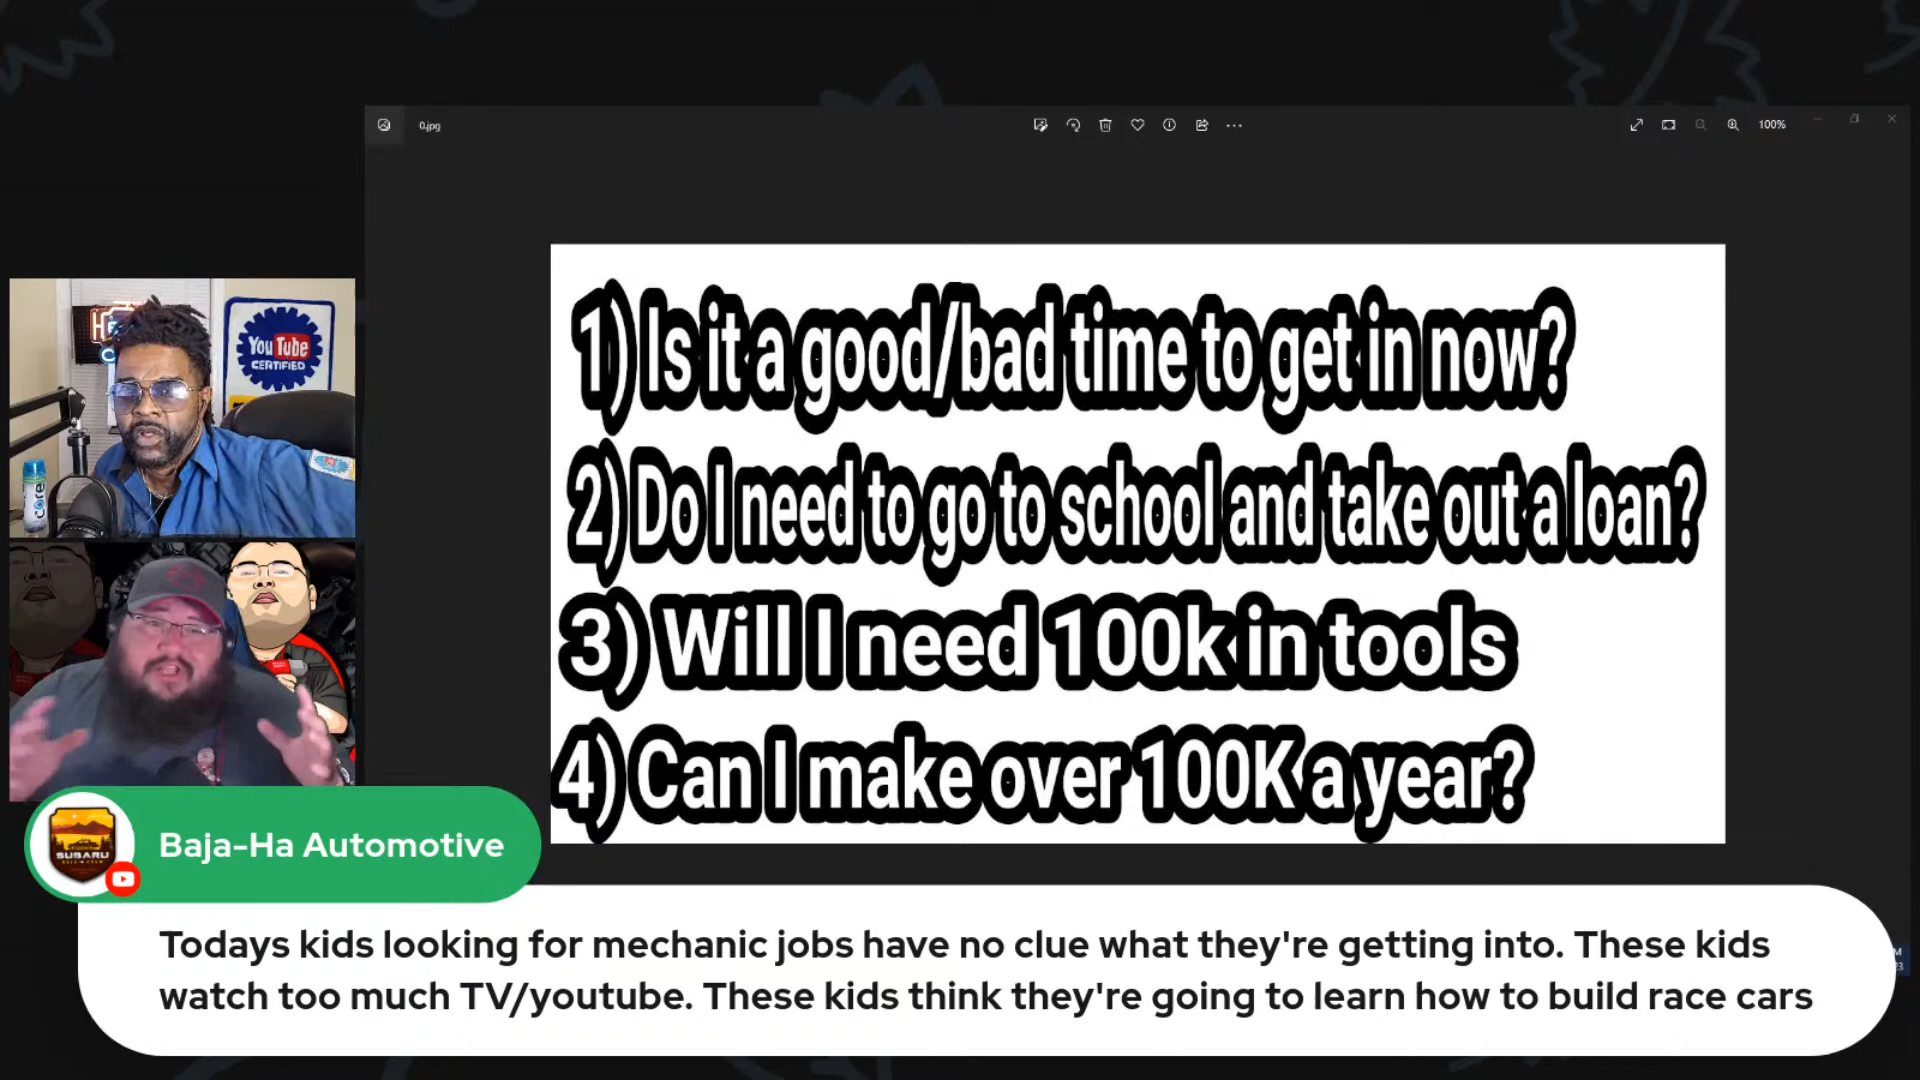 0.jpg
100%
1) Is it a good/bad time to get in now?
2) Do I need to go to school and take out a loan?
3) Will I need 100k in tools
4) Can I make over 100K a year?
You Tube
CERTIFIED
core
SUBARU
Baja-Ha Automotive
Todays kids looking for mechanic jobs have no clue what they're getting into. These kids
watch too much TV/youtube. These kids think they're going to learn how to build race cars